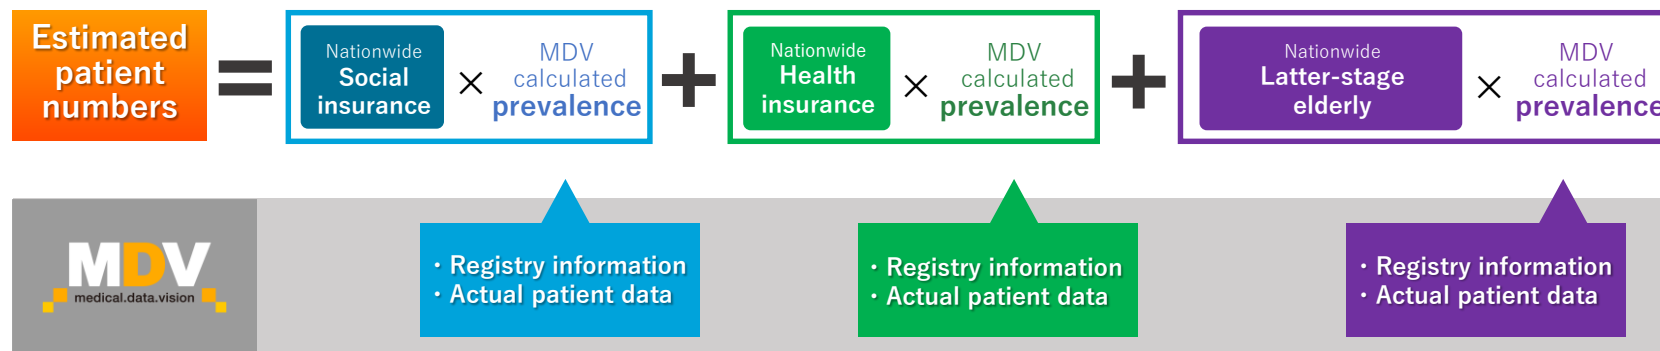 Estimated
patient
numbers
=
Nationwide
Social
insurance
×
MDV
calculated
prevalence
+
Nationwide
Health
insurance
×
MDV
calculated
prevalence
+
Nationwide
Latter-stage
elderly
×
MDV
calculated
prevalence
MDV
medical.data.vision
・Registry information
・Actual patient data
・Registry information
・Actual patient data
・Registry information
・Actual patient data